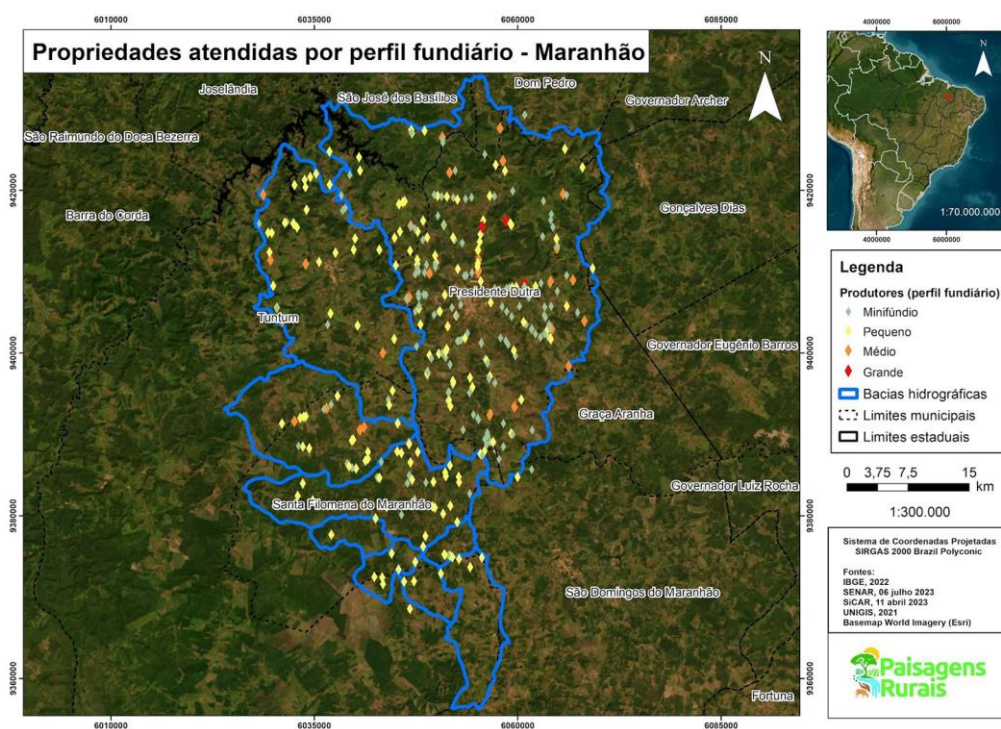 6010000 6035000 6060000 6085000
Propriedades atendidas por perfil fundiário - Maranhão
N
Joselândia
São José dos Basílios
Dom Pedro
Governador Archer
São Raimundo do Doca Bezerra
9420000
9420000
Barra do Corda
Gonçalves Dias
Presidente Dutra
Tuntum
9400000
9400000
Governador Eugênio Barros
Graça Aranha
Governador Luiz Rocha
Santa Filomena do Maranhão
9380000
9380000
São Domingos do Maranhão
9360000
9360000
Fortuna
6010000 6035000 6060000 6085000
4000000 6000000
N
1:70.000.000
4000000 6000000
Legenda
Produtores (perfil fundiário)
Minifúndio
Pequeno
Médio
Grande
Bacias hidrográficas
Limites municipais
Limites estaduais
0 3,75 7,5 15
km
1:300.000
Sistema de Coordenadas Projetadas
SIRGAS 2000 Brazil Polyconic
Fontes:
IBGE, 2022
SENAR, 06 julho 2023
SiCAR, 11 abril 2023
UNIGIS, 2021
Basemap World Imagery (Esri)
Paisagens
Rurais